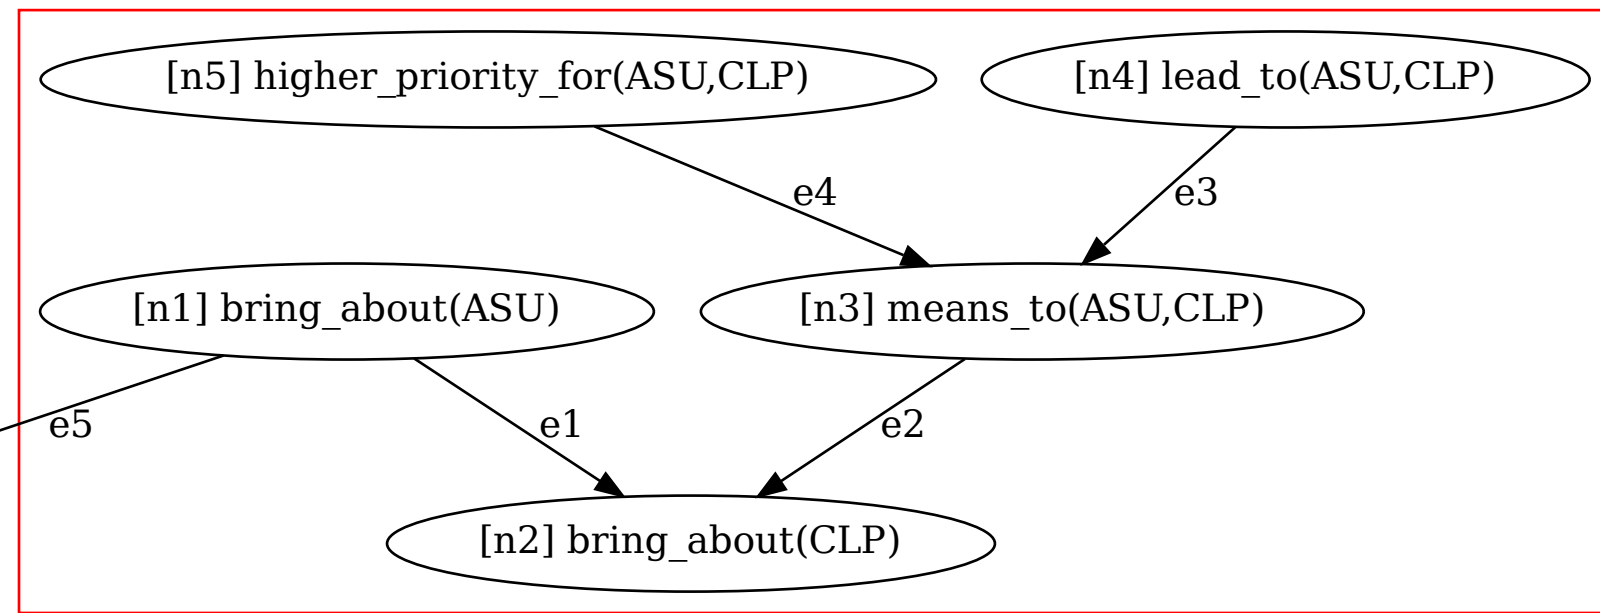 [n5] higher_priority_for(ASU,CLP)
[n4] lead_to(ASU,CLP)
e4
e3
[n1] bring_about(ASU)
[n3] means_to(ASU,CLP)
e5
e1
e2
[n2] bring_about(CLP)